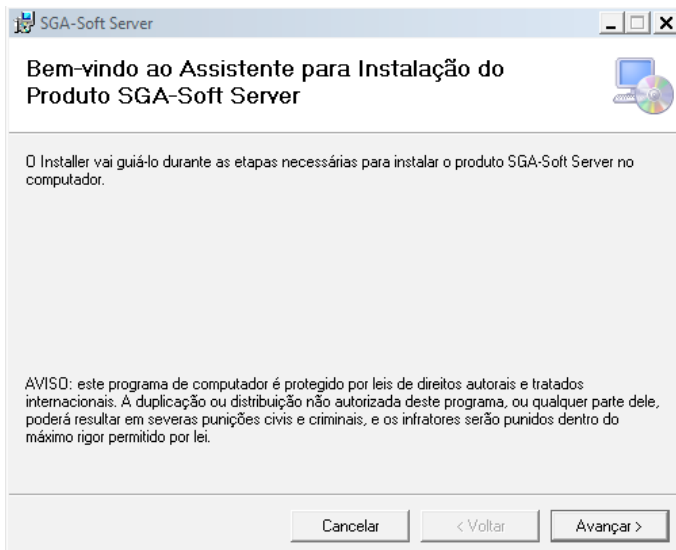 SGA-Soft Server
Bem-vindo ao Assistente para Instalação do
Produto SGA-Soft Server
O Installer vai guiá-lo durante as etapas necessárias para instalar o produto SGA-Soft Server no
computador.
AVISO: este programa de computador é protegido por leis de direitos autorais e tratados
internacionais. A duplicação ou distribuição não autorizada deste programa, ou qualquer parte dele,
poderá resultar em severas punições civis e criminais, e os infratores serão punidos dentro do
máximo rigor permitido por lei.
Cancelar
< Voltar
Avançar >